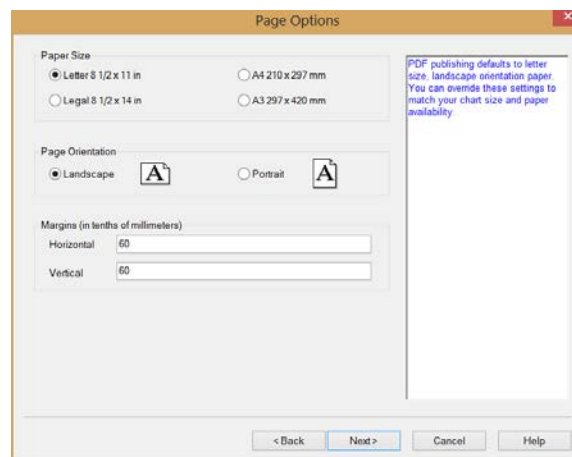 Page Options
Paper Size
Letter 8 1/2 x 11 in
A4 210 x 297 mm
Legal 8 1/2 x 14 in
A3 297 x 420 mm
PDF publishing defaults to letter
size, landscape orientation paper.
You can override these settings to
match your chart size and paper
availability.
Page Orientation
Landscape
A
Portrait
A
Margins (in tenths of millimeters)
Horizontal
60
Vertical
60
< Back
Next >
Cancel
Help